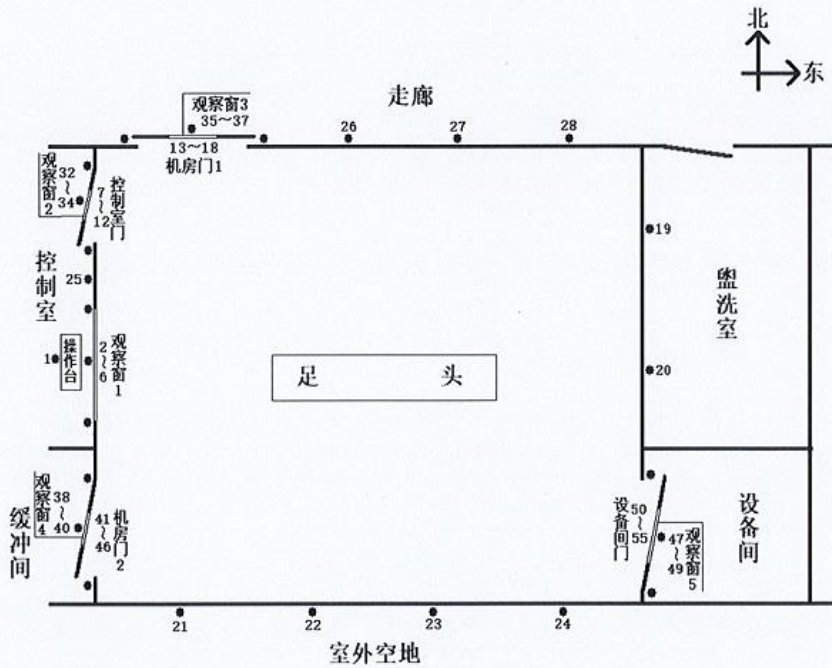 北
东
走廊
观察窗3
35～37
26
27
28
13～18
机房门1
观察窗2
32～34
控制室门
7～12
19
控制室
25
盥洗室
1
操作台
观察窗1
2～6
20
足 头
观察窗4
38～40
缓冲间
机房门2
41～46
设备间门
50～55
47～49
观察窗5
设备间
21
22
23
24
室外空地